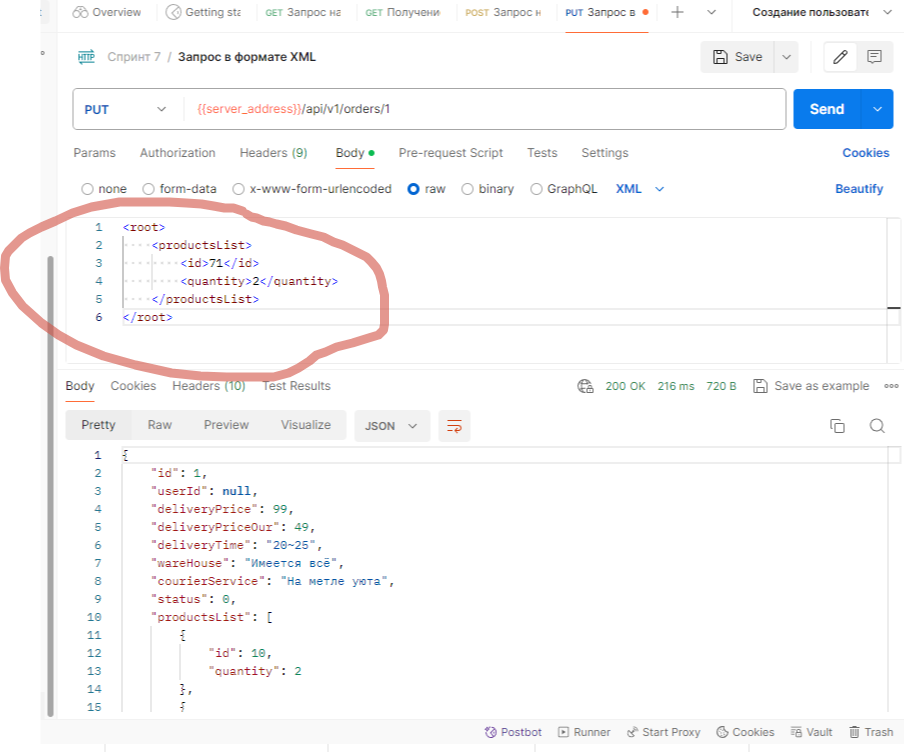 Overview Getting sta GET Запрос на GET Получени POST Запрос н PUT Запрос в Создание пользовате
HTTP Спринт 7 / Запрос в формате XML Save
PUT {{server_address}}/api/v1/orders/1 Send
Params Authorization Headers (9) Body Pre-request Script Tests Settings Cookies
none form-data x-www-form-urlencoded raw binary GraphQL XML Beautify
1 <root>
2 <productsList>
3 <id>71</id>
4 <quantity>2</quantity>
5 </productsList>
6 </root>
Body Cookies Headers (10) Test Results 200 OK 216 ms 720 B Save as example
Pretty Raw Preview Visualize JSON
1 {
2 "id": 1,
3 "userId": null,
4 "deliveryPrice": 99,
5 "deliveryPriceOur": 49,
6 "deliveryTime": "20~25",
7 "wareHouse": "Имеется всё",
8 "courierService": "На метле уюта",
9 "status": 0,
10 "productsList": [
11 {
12 "id": 10,
13 "quantity": 2
14 },
15 {
Postbot Runner Start Proxy Cookies Vault Trash